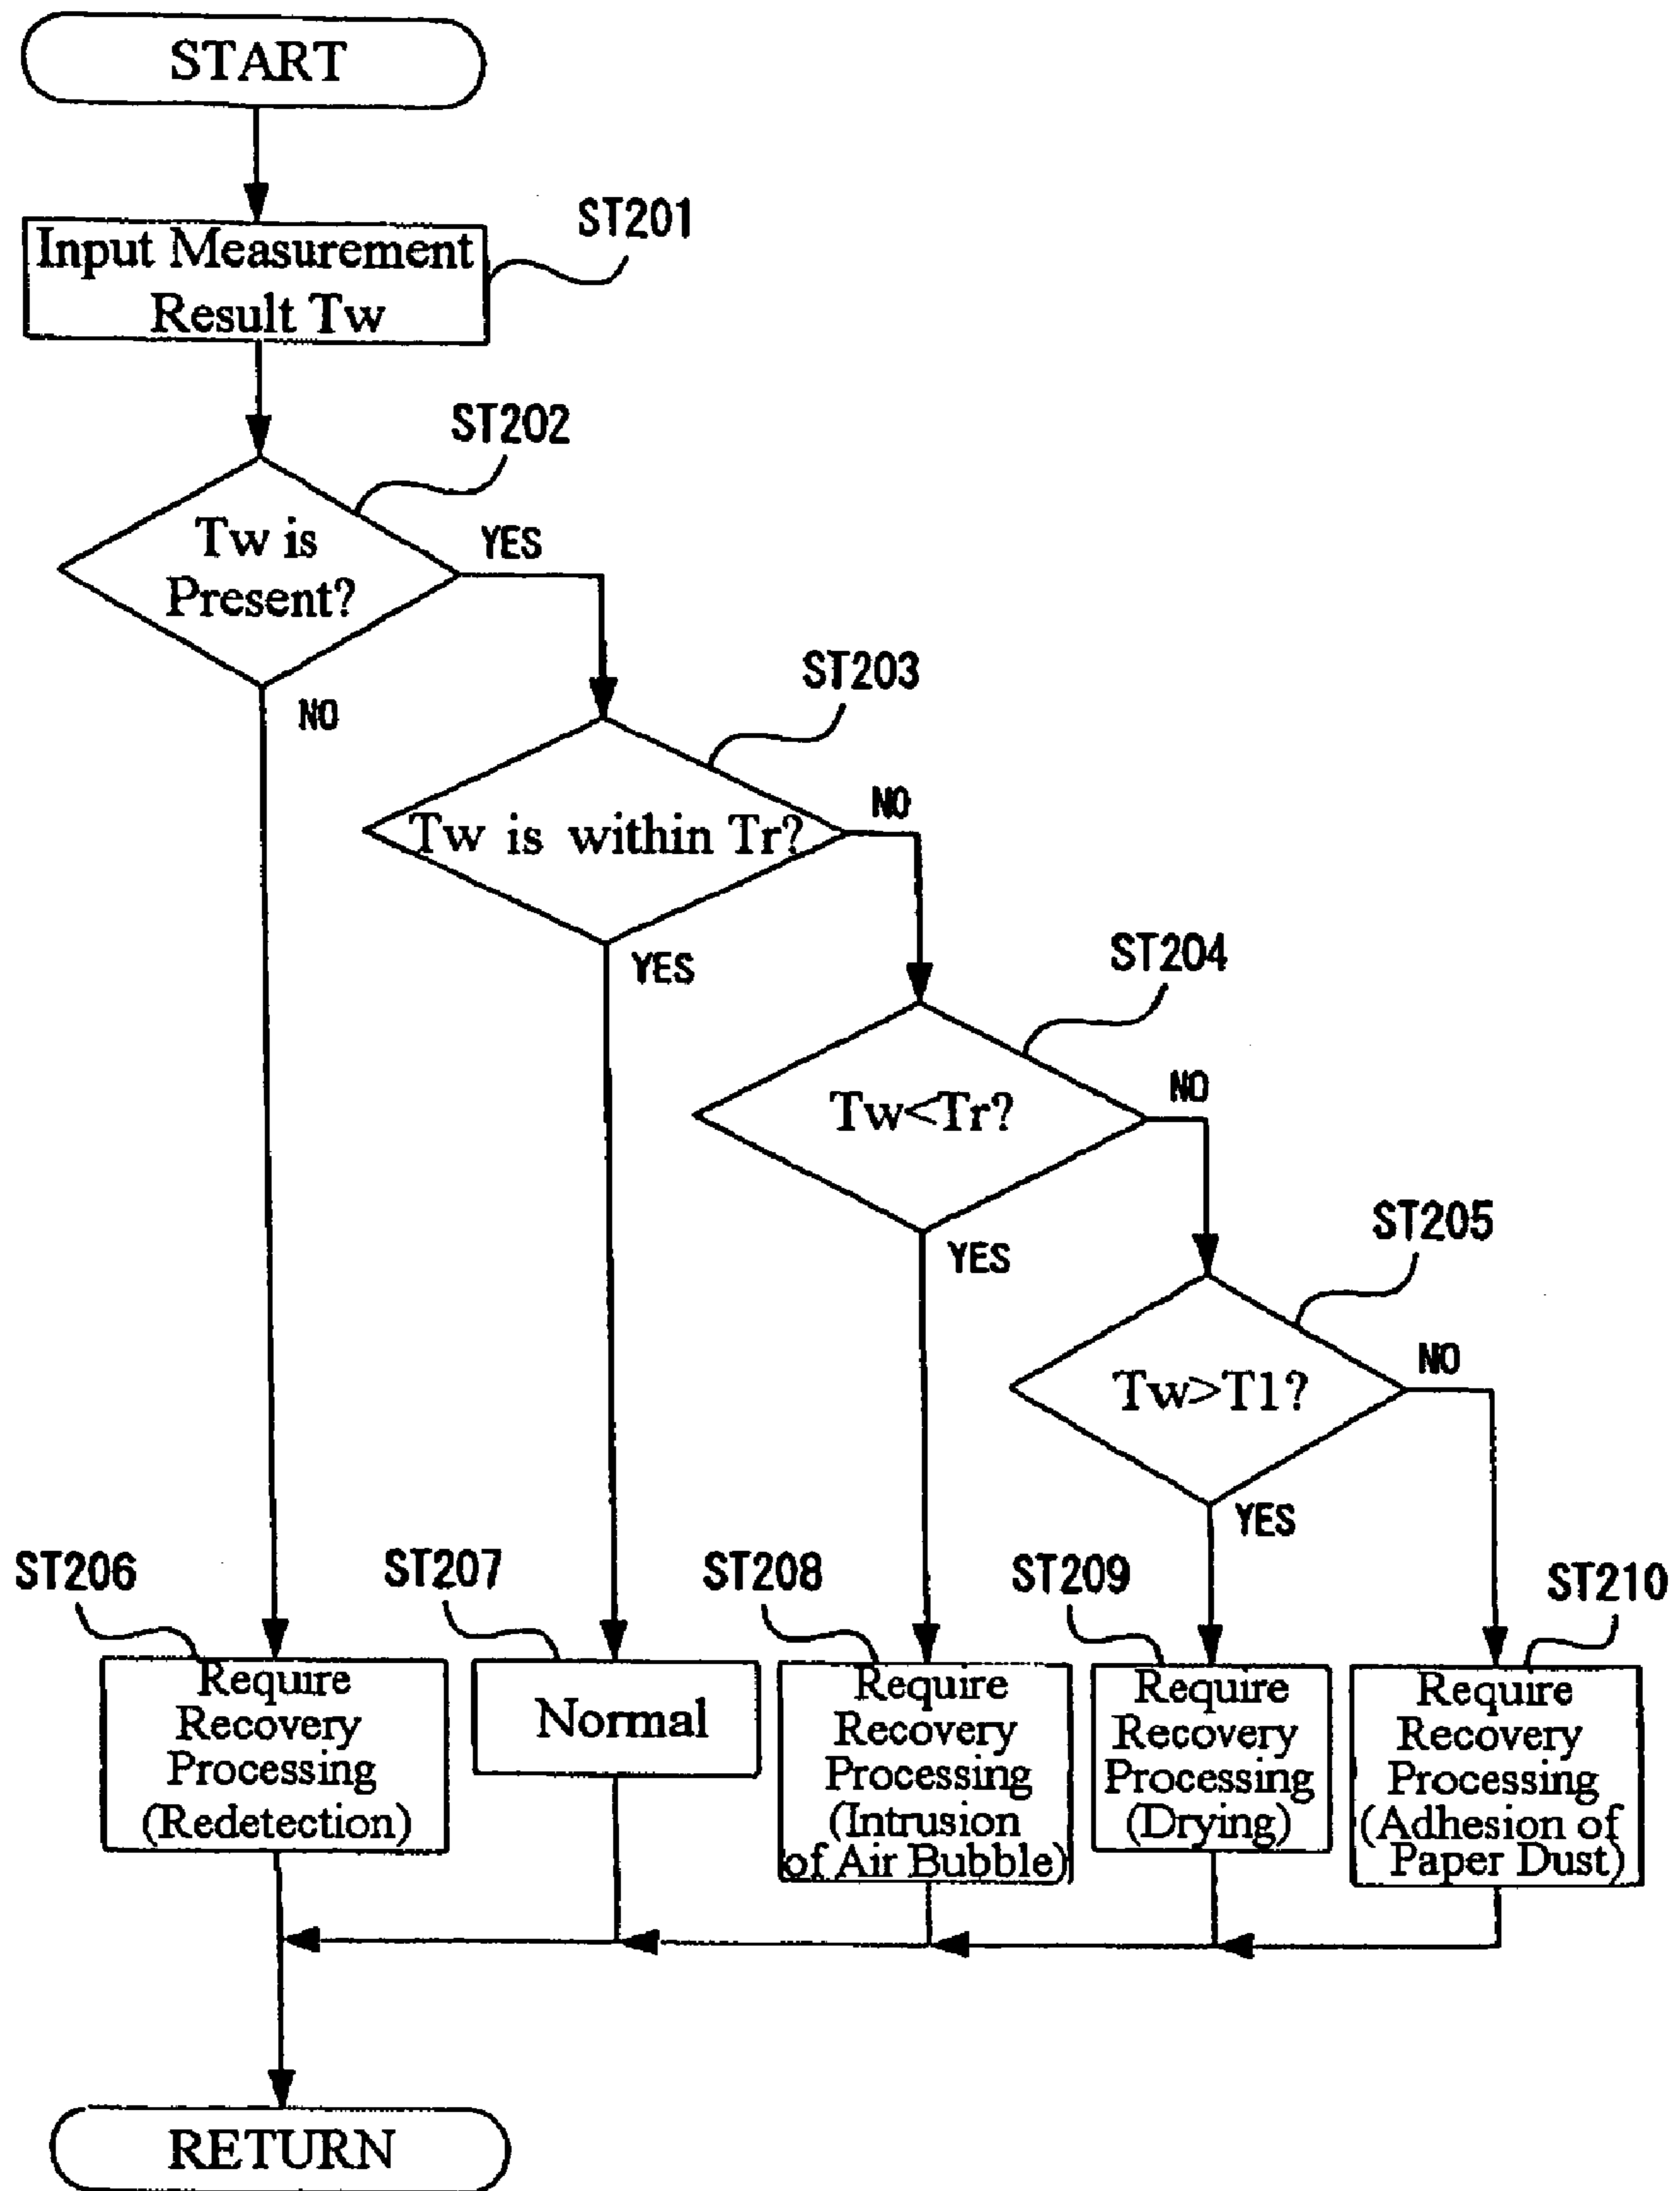 START
ST201
Input Measurement
Result Tw
ST202
Tw is
Present?
YES
NO
ST203
Tw is within Tr?
NO
YES
ST204
Tw<Tr?
NO
YES
ST205
Tw>T1?
NO
YES
ST206
Require
Recovery
Processing
(Redetection)
ST207
Normal
ST208
Require
Recovery
Processing
(Intrusion
of Air Bubble)
ST209
Require
Recovery
Processing
(Drying)
ST210
Require
Recovery
Processing
(Adhesion of
Paper Dust)
RETURN